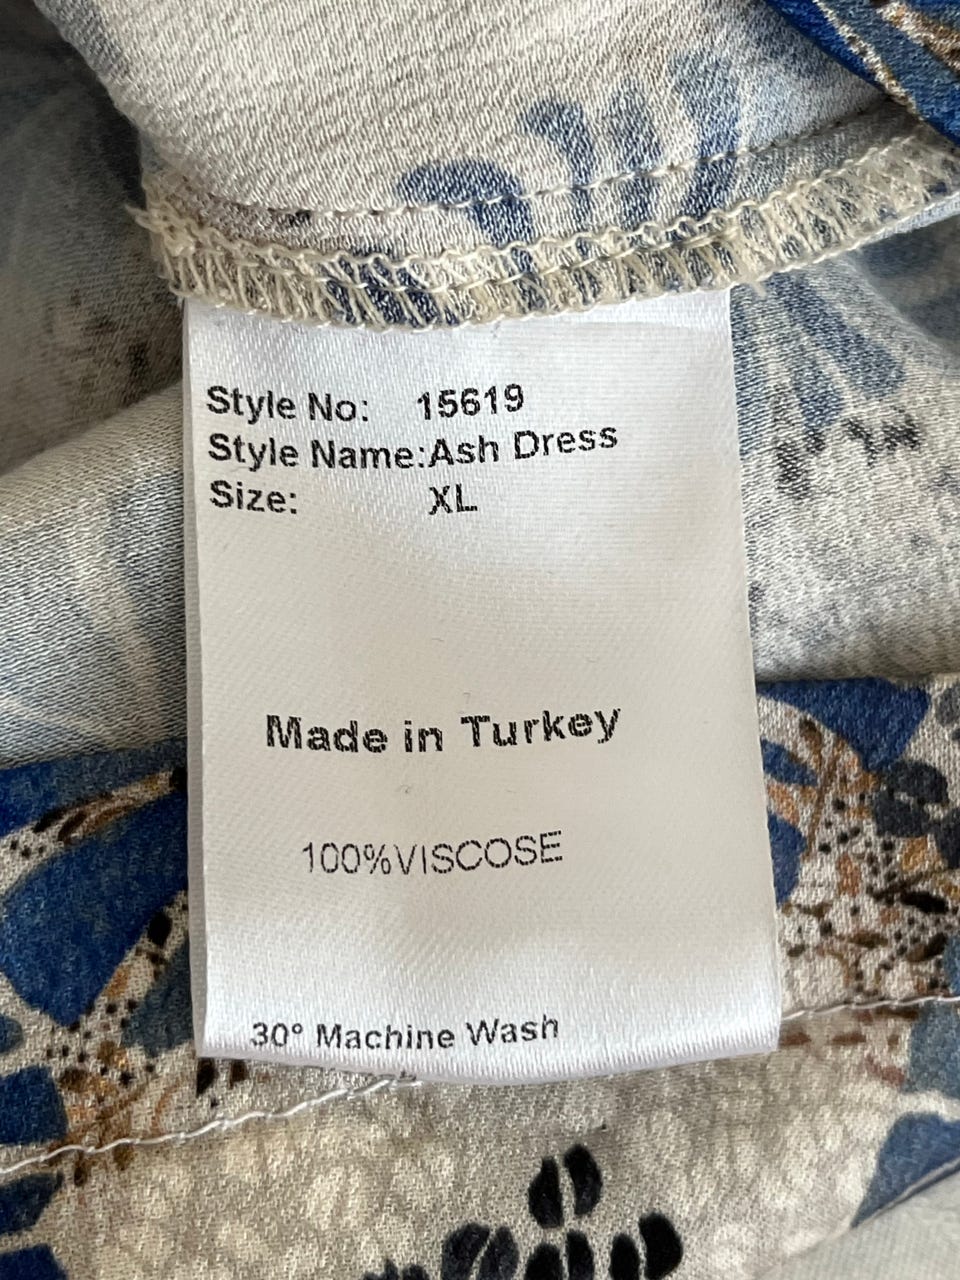 Style No: 15619
Style Name:Ash Dress
Size: XL
Made in Turkey
100%VISCOSE
30° Machine Wash